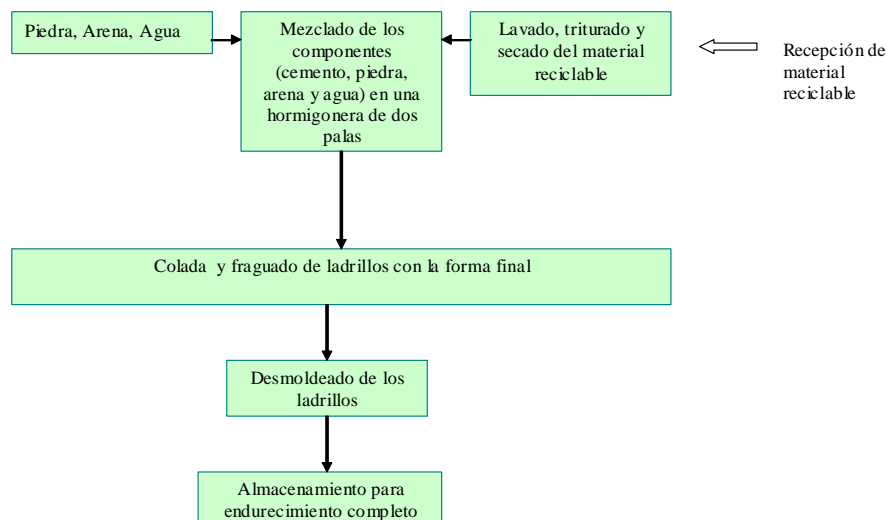 Piedra, Arena, Agua
Mezclado de los
componentes
(cemento, piedra,
arena y agua) en una
hormigonera de dos
palas
Lavado, triturado y
secado del material
reciclable
Recepción de
material
reciclable
Colada y fraguado de ladrillos con la forma final
Desmoldeado de los
ladrillos
Almacenamiento para
endurecimiento completo